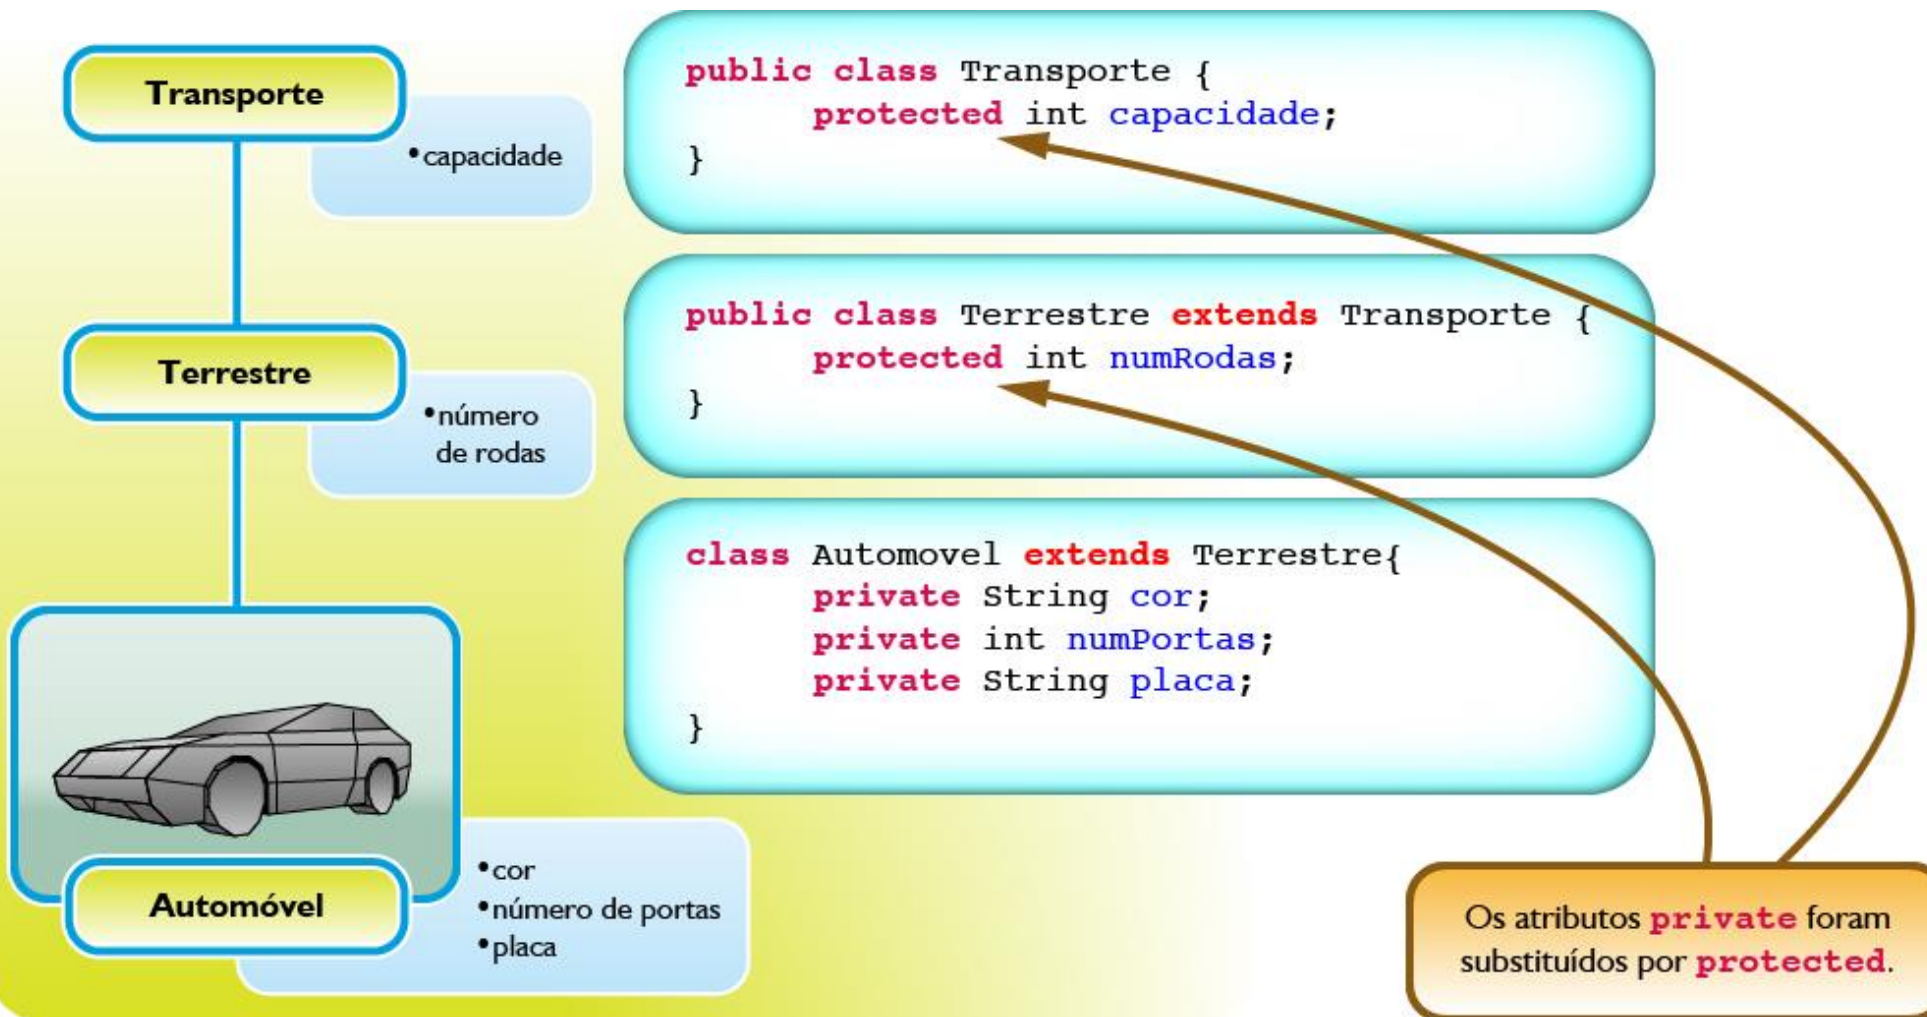 Transporte
•capacidade
Terrestre
•número
de rodas
Automóvel
•cor
•número de portas
•placa
public class Transporte {
protected int capacidade;
}
public class Terrestre extends Transporte {
protected int numRodas;
}
class Automovel extends Terrestre{
private String cor;
private int numPortas;
private String placa;
}
Os atributos private foram
substituídos por protected.